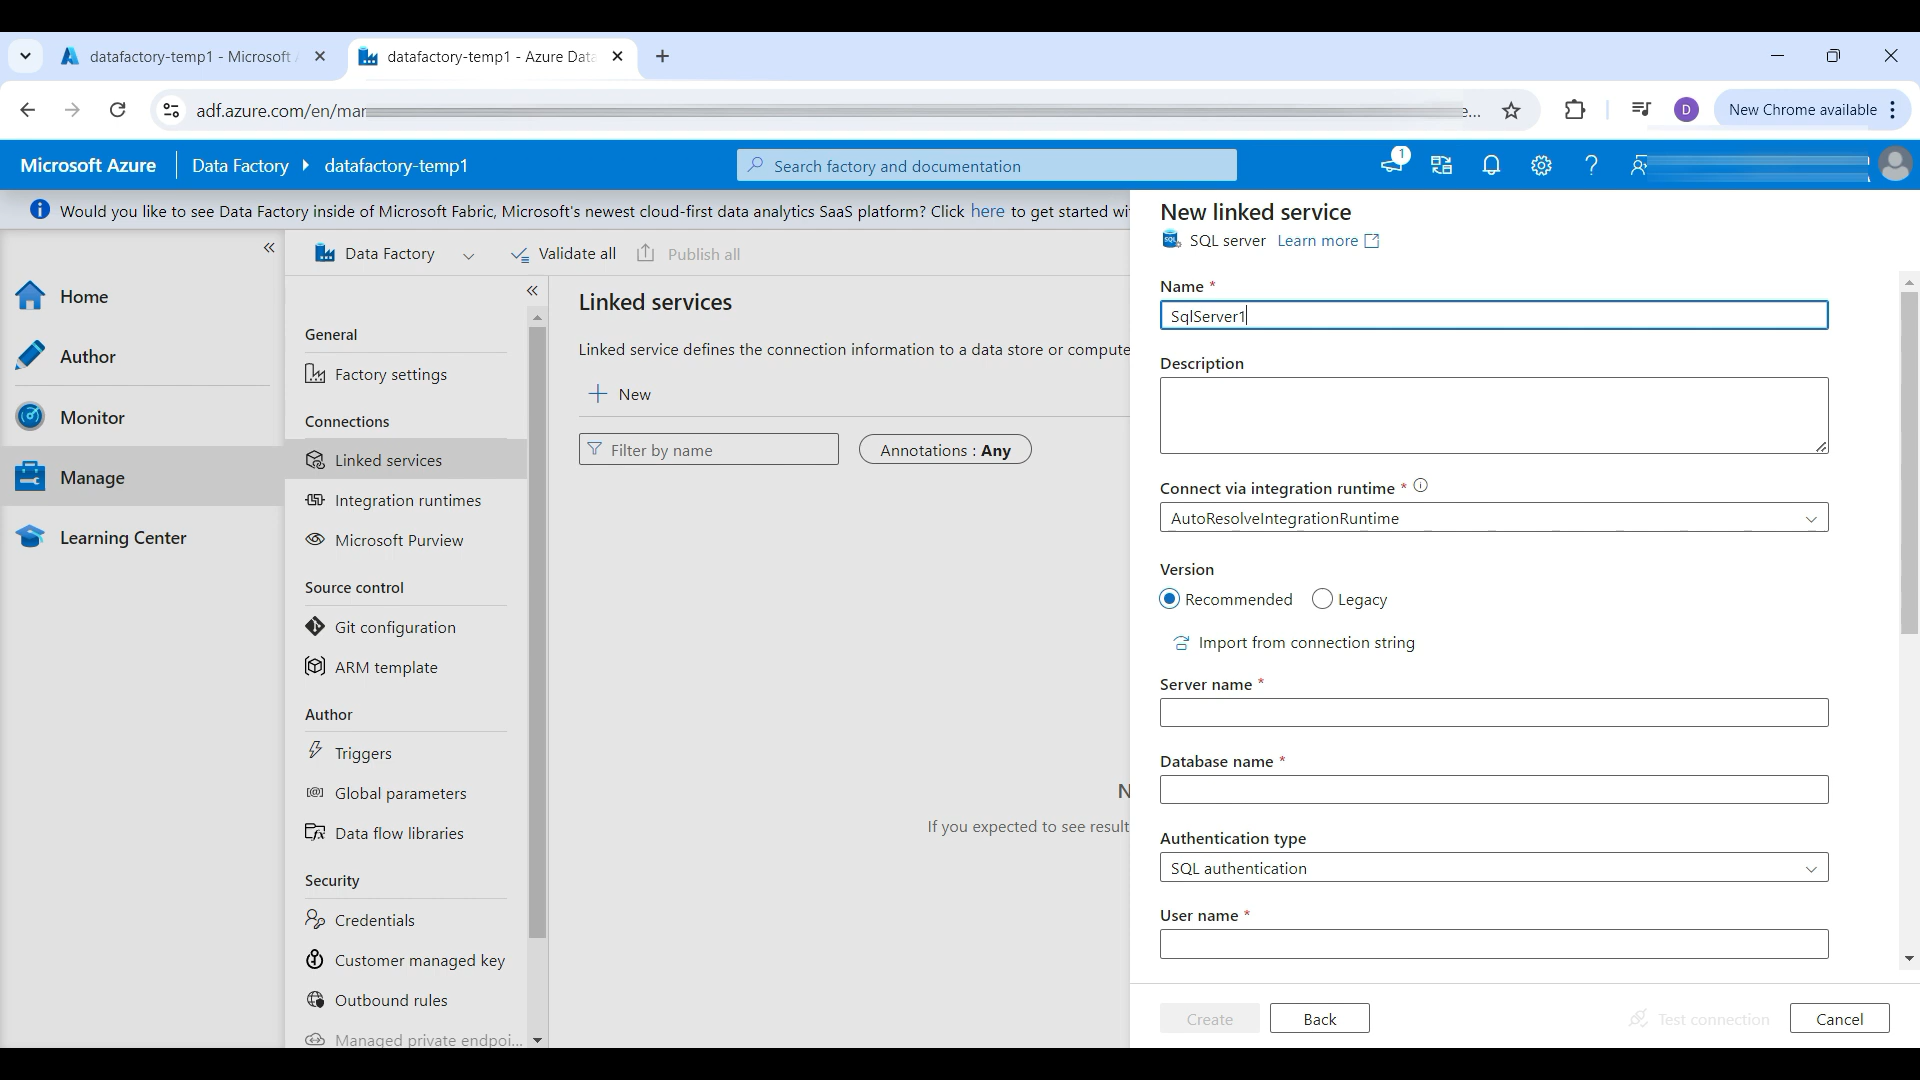 datafactory-temp1 - Microsoft
datafactory-temp1 - Azure Data
adf.azure.com/en/mar
e...
D
New Chrome available
Microsoft Azure
Data Factory
datafactory-temp1
Search factory and documentation
1
Would you like to see Data Factory inside of Microsoft Fabric, Microsoft's newest cloud-first data analytics SaaS platform? Click here to get started wi
Home
Author
Monitor
Manage
Learning Center
Data Factory
Validate all
Publish all
General
Factory settings
Connections
Linked services
Integration runtimes
Microsoft Purview
Source control
Git configuration
ARM template
Author
Triggers
Global parameters
Data flow libraries
Security
Credentials
Customer managed key
Outbound rules
Managed private endpoi...
Linked services
Linked service defines the connection information to a data store or compute
New
Filter by name
Annotations : Any
N
If you expected to see result
New linked service
SQL server Learn more
Name *
SqlServer1
Description
Connect via integration runtime *
AutoResolveIntegrationRuntime
Version
Recommended
Legacy
Import from connection string
Server name *
Database name *
Authentication type
SQL authentication
User name *
Create
Back
Test connection
Cancel